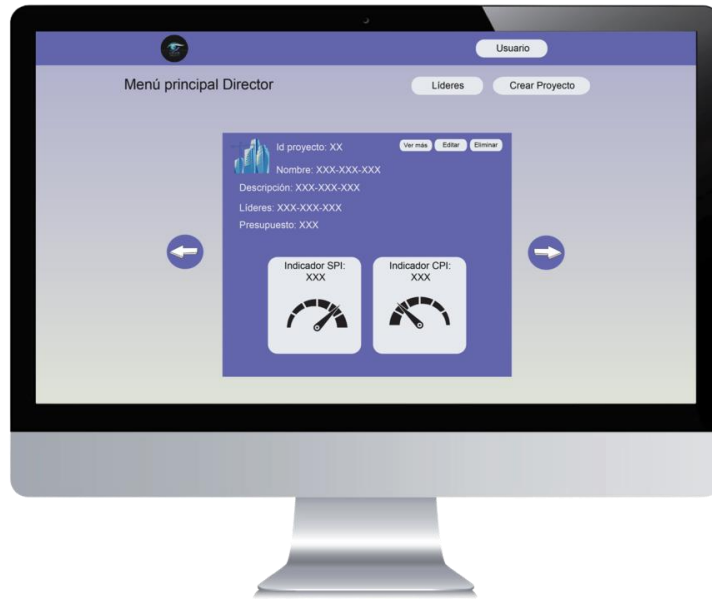 Usuario
Menú principal Director
Líderes
Crear Proyecto
Id proyecto: XX
Ver más
Editar
Eliminar
Nombre: XXX-XXX-XXX
Descripción: XXX-XXX-XXX
Líderes: XXX-XXX-XXX
Presupuesto: XXX
Indicador SPI:
XXX
Indicador CPI:
XXX